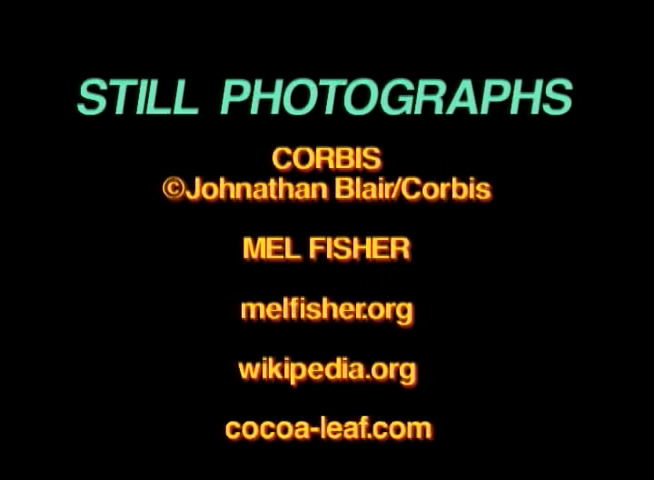 STILL PHOTOGRAPHS
CORBIS
©Johnathan Blair/Corbis
MEL FISHER
melfisher.org
wikipedia.org
cocoa-leaf.com